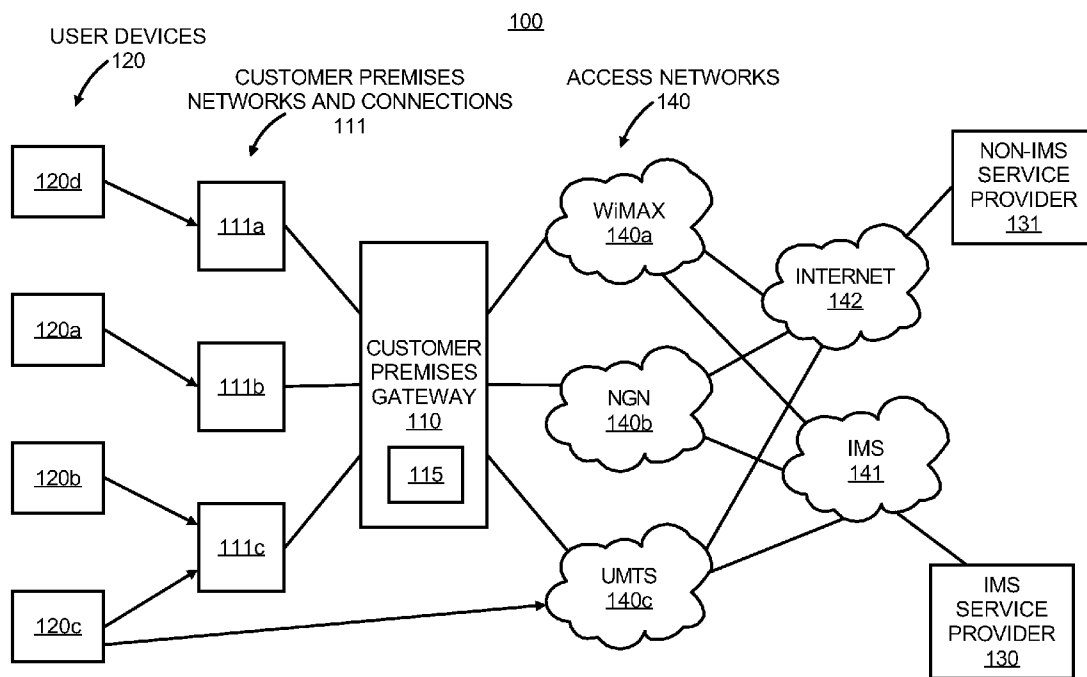 100
USER DEVICES
120
CUSTOMER PREMISES
NETWORKS AND CONNECTIONS
111
ACCESS NETWORKS
140
120d
111a
120a
111b
120b
111c
120c
CUSTOMER
PREMISES
GATEWAY
110
115
WiMAX
140a
NGN
140b
UMTS
140c
INTERNET
142
IMS
141
NON-IMS
SERVICE
PROVIDER
131
IMS
SERVICE
PROVIDER
130